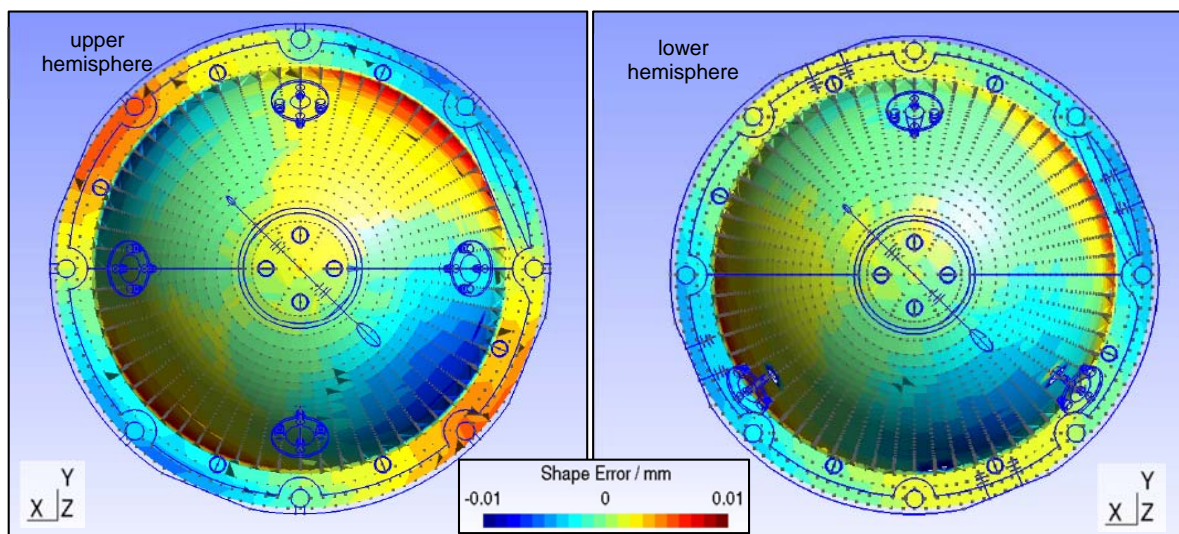 upper
hemisphere
lower
hemisphere
Shape Error / mm
-0.01 0 0.01
Y
X Z
Y
X Z